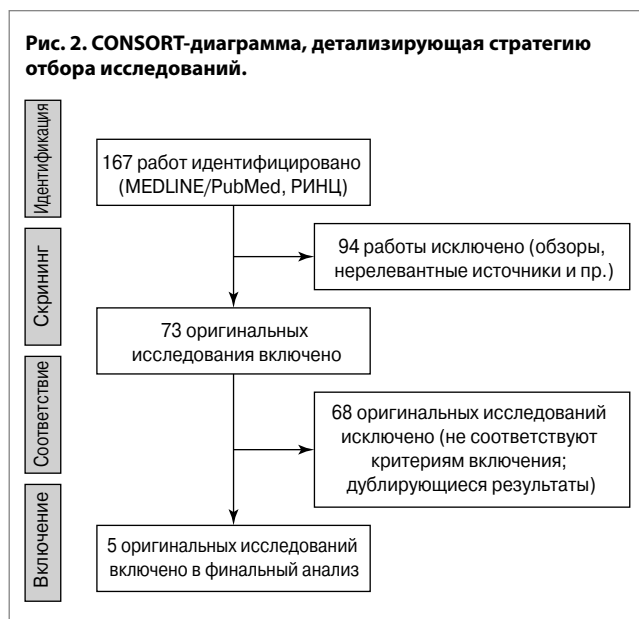 Рис. 2. CONSORT-диаграмма, детализирующая стратегию
отбора исследований.
Идентификация
167 работ идентифицировано
(MEDLINE/PubMed, РИНЦ)
94 работы исключено (обзоры,
нерелевантные источники и пр.)
Скрининг
73 оригинальных
исследования включено
Соответствие
68 оригинальных исследований
исключено (не соответствуют
критериям включения;
дублирующиеся результаты)
Включение
5 оригинальных исследований
включено в финальный анализ